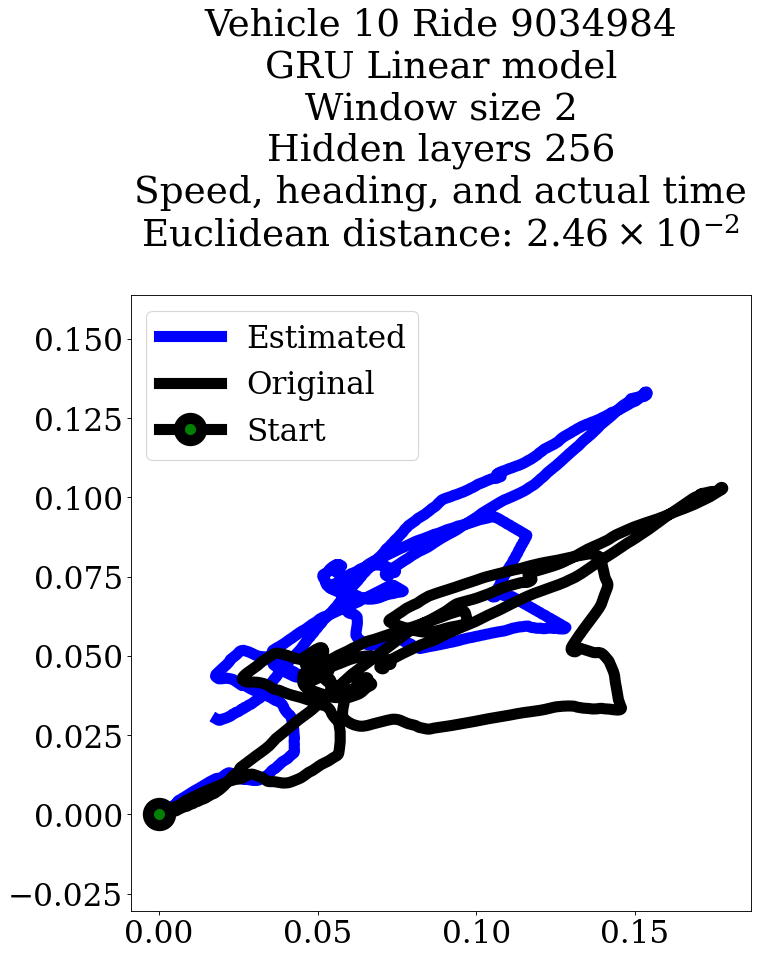 Vehicle 10 Ride 9034984
GRU Linear model
Window size 2
Hidden layers 256
Speed, heading, and actual time
Euclidean distance: 2.46 × 10⁻²
Estimated
Original
Start
0.150
0.125
0.100
0.075
0.050
0.025
0.000
−0.025
0.00 0.05 0.10 0.15